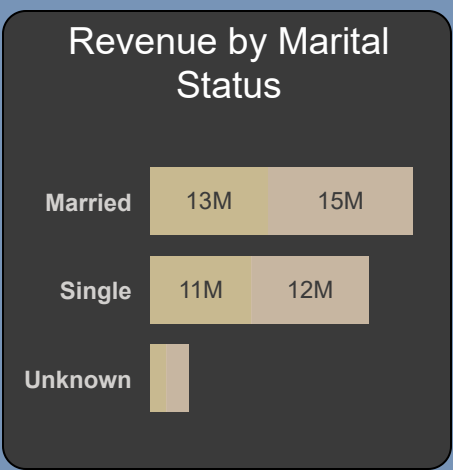 Revenue by Marital
Status
Married 13M 15M
Single 11M 12M
Unknown